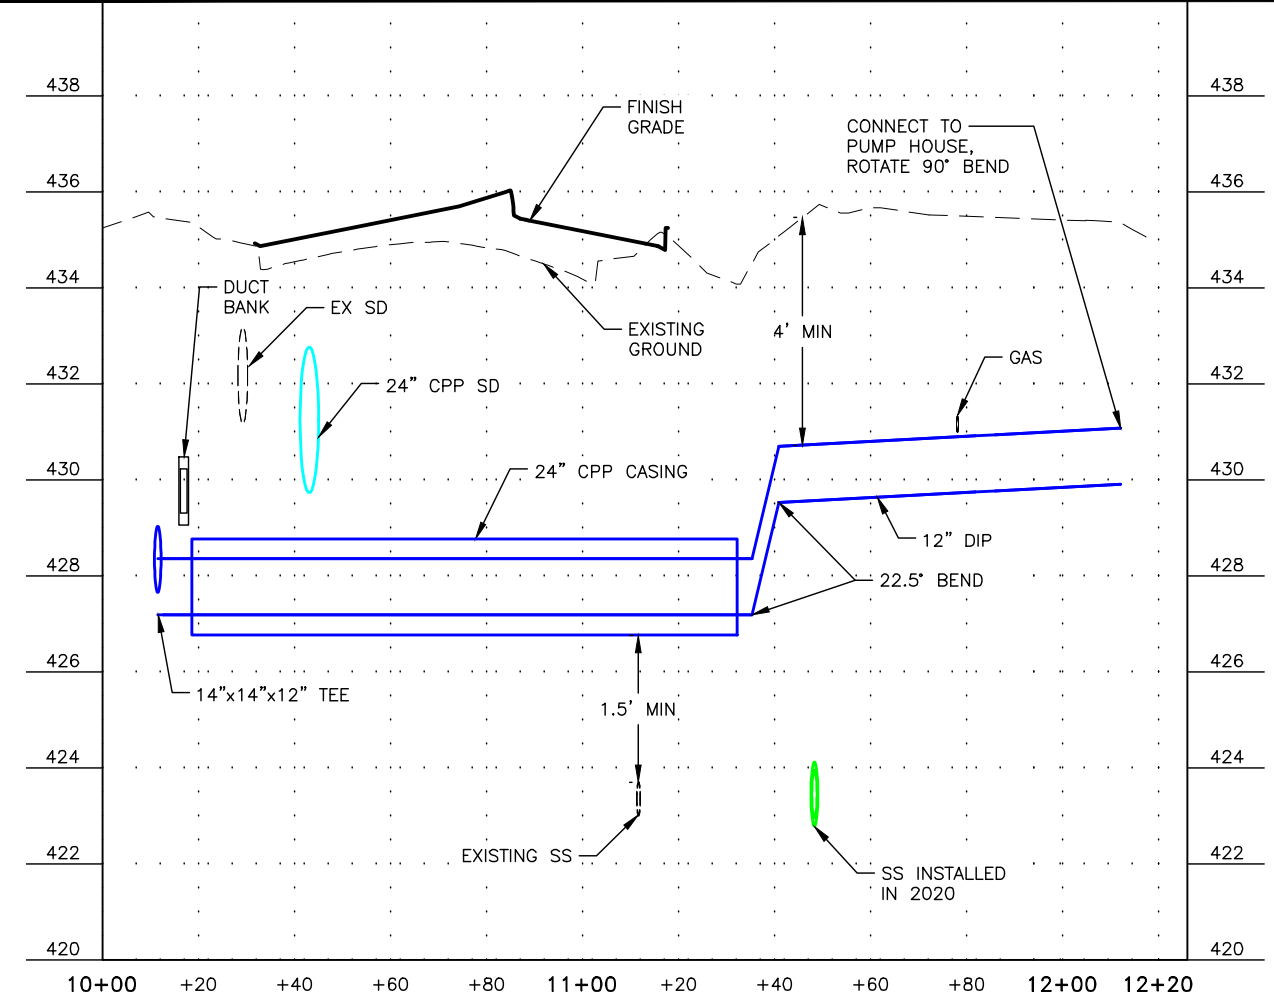 438
438
FINISH
GRADE
CONNECT TO
PUMP HOUSE,
ROTATE 90° BEND
436
436
434
434
DUCT
BANK
EX SD
EXISTING
GROUND
4' MIN
GAS
432
432
24" CPP SD
430
430
24" CPP CASING
12" DIP
428
428
22.5° BEND
426
426
14"x14"x12" TEE
1.5' MIN
424
424
EXISTING SS
422
422
SS INSTALLED
IN 2020
420
420
10+00 +20 +40 +60 +80 11+00 +20 +40 +60 +80 12+00 12+20